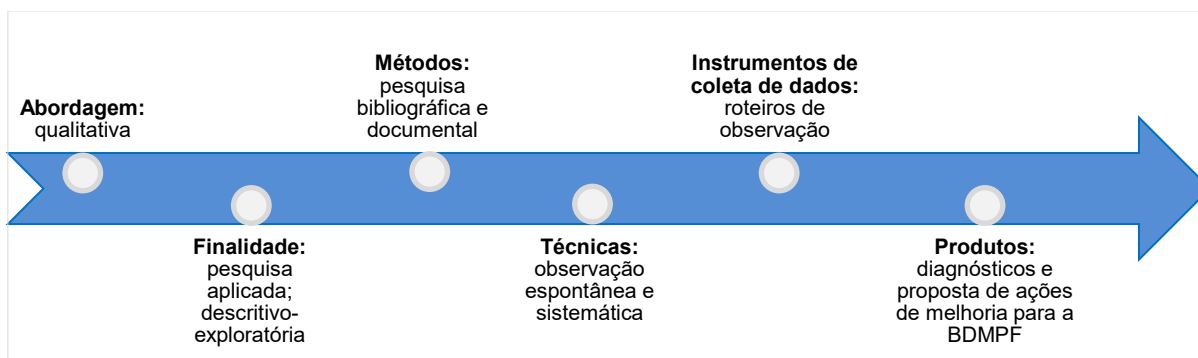 Abordagem:
qualitativa
Finalidade:
pesquisa
aplicada;
descritivo-
exploratória
Métodos:
pesquisa
bibliográfica e
documental
Técnicas:
observação
espontânea e
sistemática
Instrumentos de
coleta de dados:
roteiros de
observação
Produtos:
diagnósticos e
proposta de ações
de melhoria para a
BDMPF